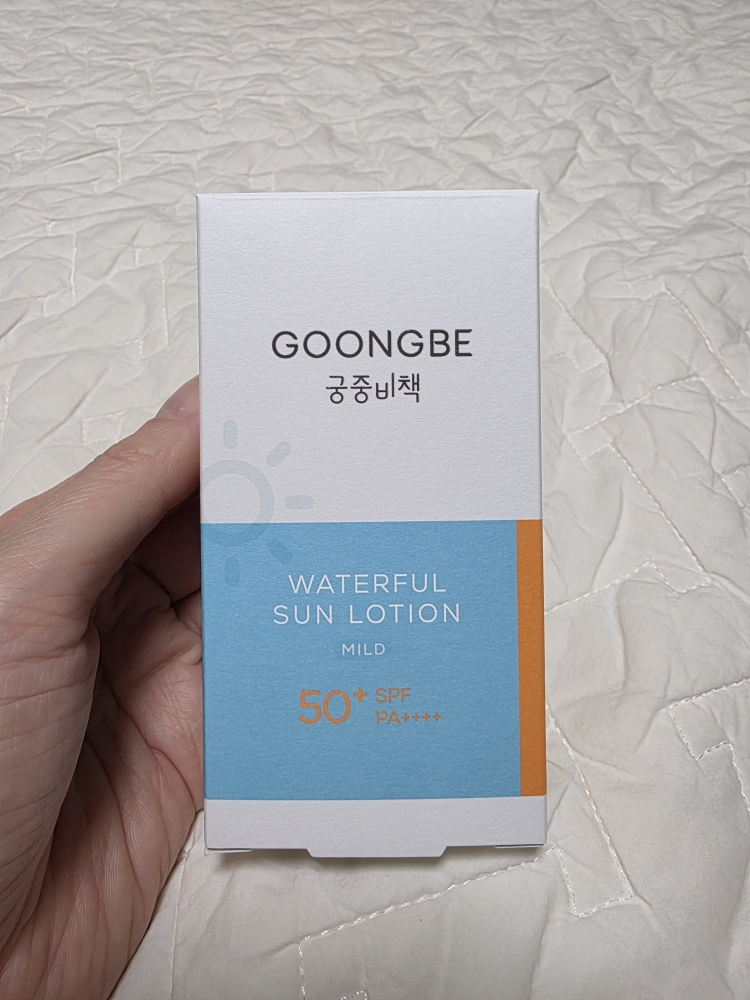 GOONGBE
궁중비책
WATERFUL
SUN LOTION
MILD
50+ SPF
PA++++